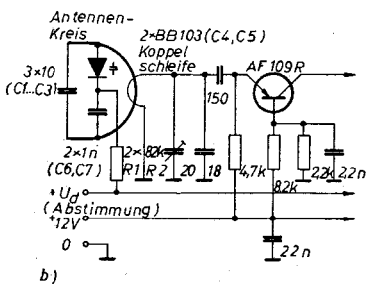 Antennen-
Kreis
2×BB103(C4,C5)
Koppel
schleife
AF 109 R
3×10
(C1...C3)
150
2×1n
(C6,C7)
2×82k
R1 R2
20
18
4,7k
82k
2,2k
2,2n
+Ud
(Abstimmung)
+12V
0
22n
b)